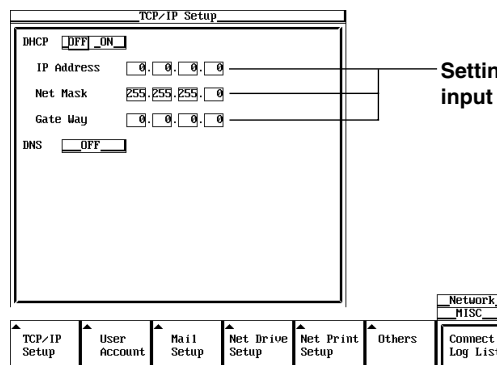 TCP/IP Setup
DHCP OFF ON
IP Address 0. 0. 0. 0
Net Mask 255.255.255. 0
Gate Way 0. 0. 0. 0
DNS OFF
input
Network
MISC
TCP/IP Setup
User Account
Mail Setup
Net Drive Setup
Net Print Setup
Others
Connect
Log List